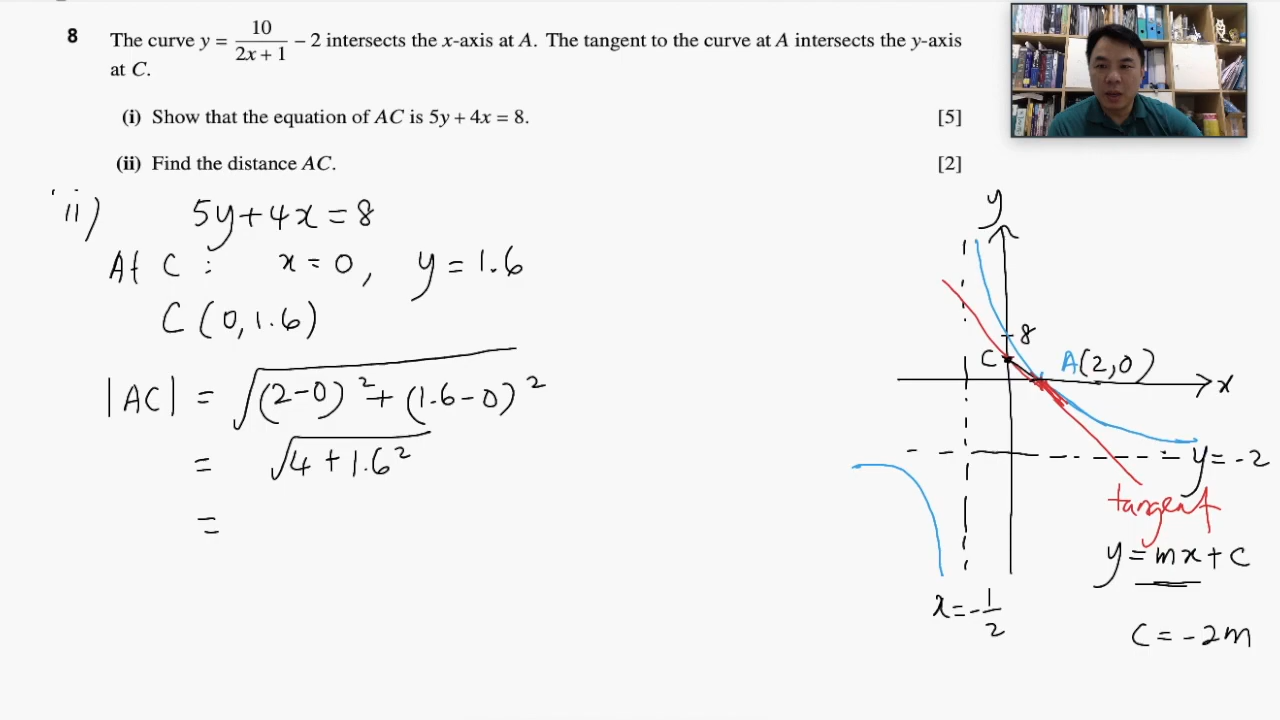 8 The curve y = 10/(2x + 1) − 2 intersects the x-axis at A. The tangent to the curve at A intersects the y-axis
at C.
(i) Show that the equation of AC is 5y + 4x = 8. [5]
(ii) Find the distance AC. [2]
ii) 5y+4x=8
At C : x = 0, y = 1.6
C (0,1.6)
|AC| = √((2-0)² + (1.6-0)²)
= √(4 + 1.6²)
=
y
8
C
A(2,0)
x
y = -2
tangent
y = mx + c
x = -1/2
c = -2m